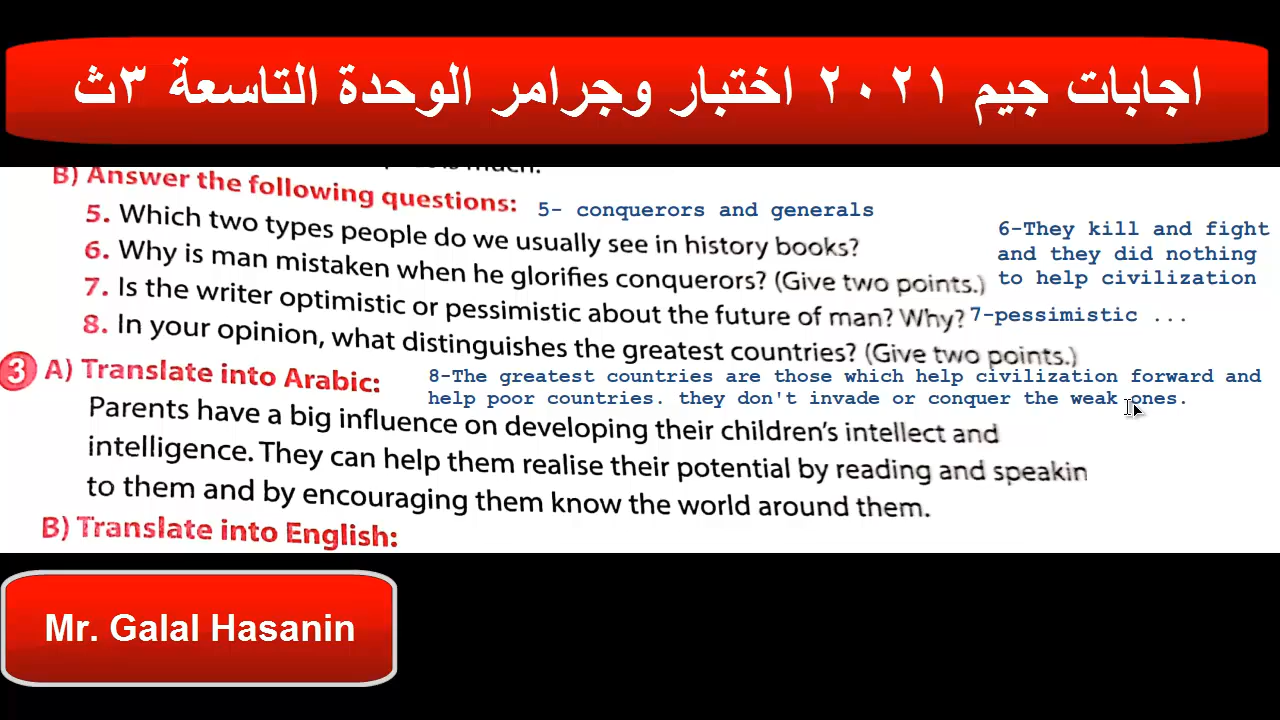 اجابات جيم ٢٠٢١ اختبار وجرامر الوحدة التاسعة ٣ث
B) Answer the following questions:
5- conquerors and generals
5. Which two types people do we usually see in history books?
6. Why is man mistaken when he glorifies conquerors? (Give two points.)
6-They kill and fight
and they did nothing
to help civilization
7. Is the writer optimistic or pessimistic about the future of man? Why?
7-pessimistic ...
8. In your opinion, what distinguishes the greatest countries? (Give two points.)
8-The greatest countries are those which help civilization forward and
help poor countries. they don't invade or conquer the weak ones.
3 A) Translate into Arabic:
Parents have a big influence on developing their children's intellect and
intelligence. They can help them realise their potential by reading and speakin
to them and by encouraging them know the world around them.
B) Translate into English:
Mr. Galal Hasanin